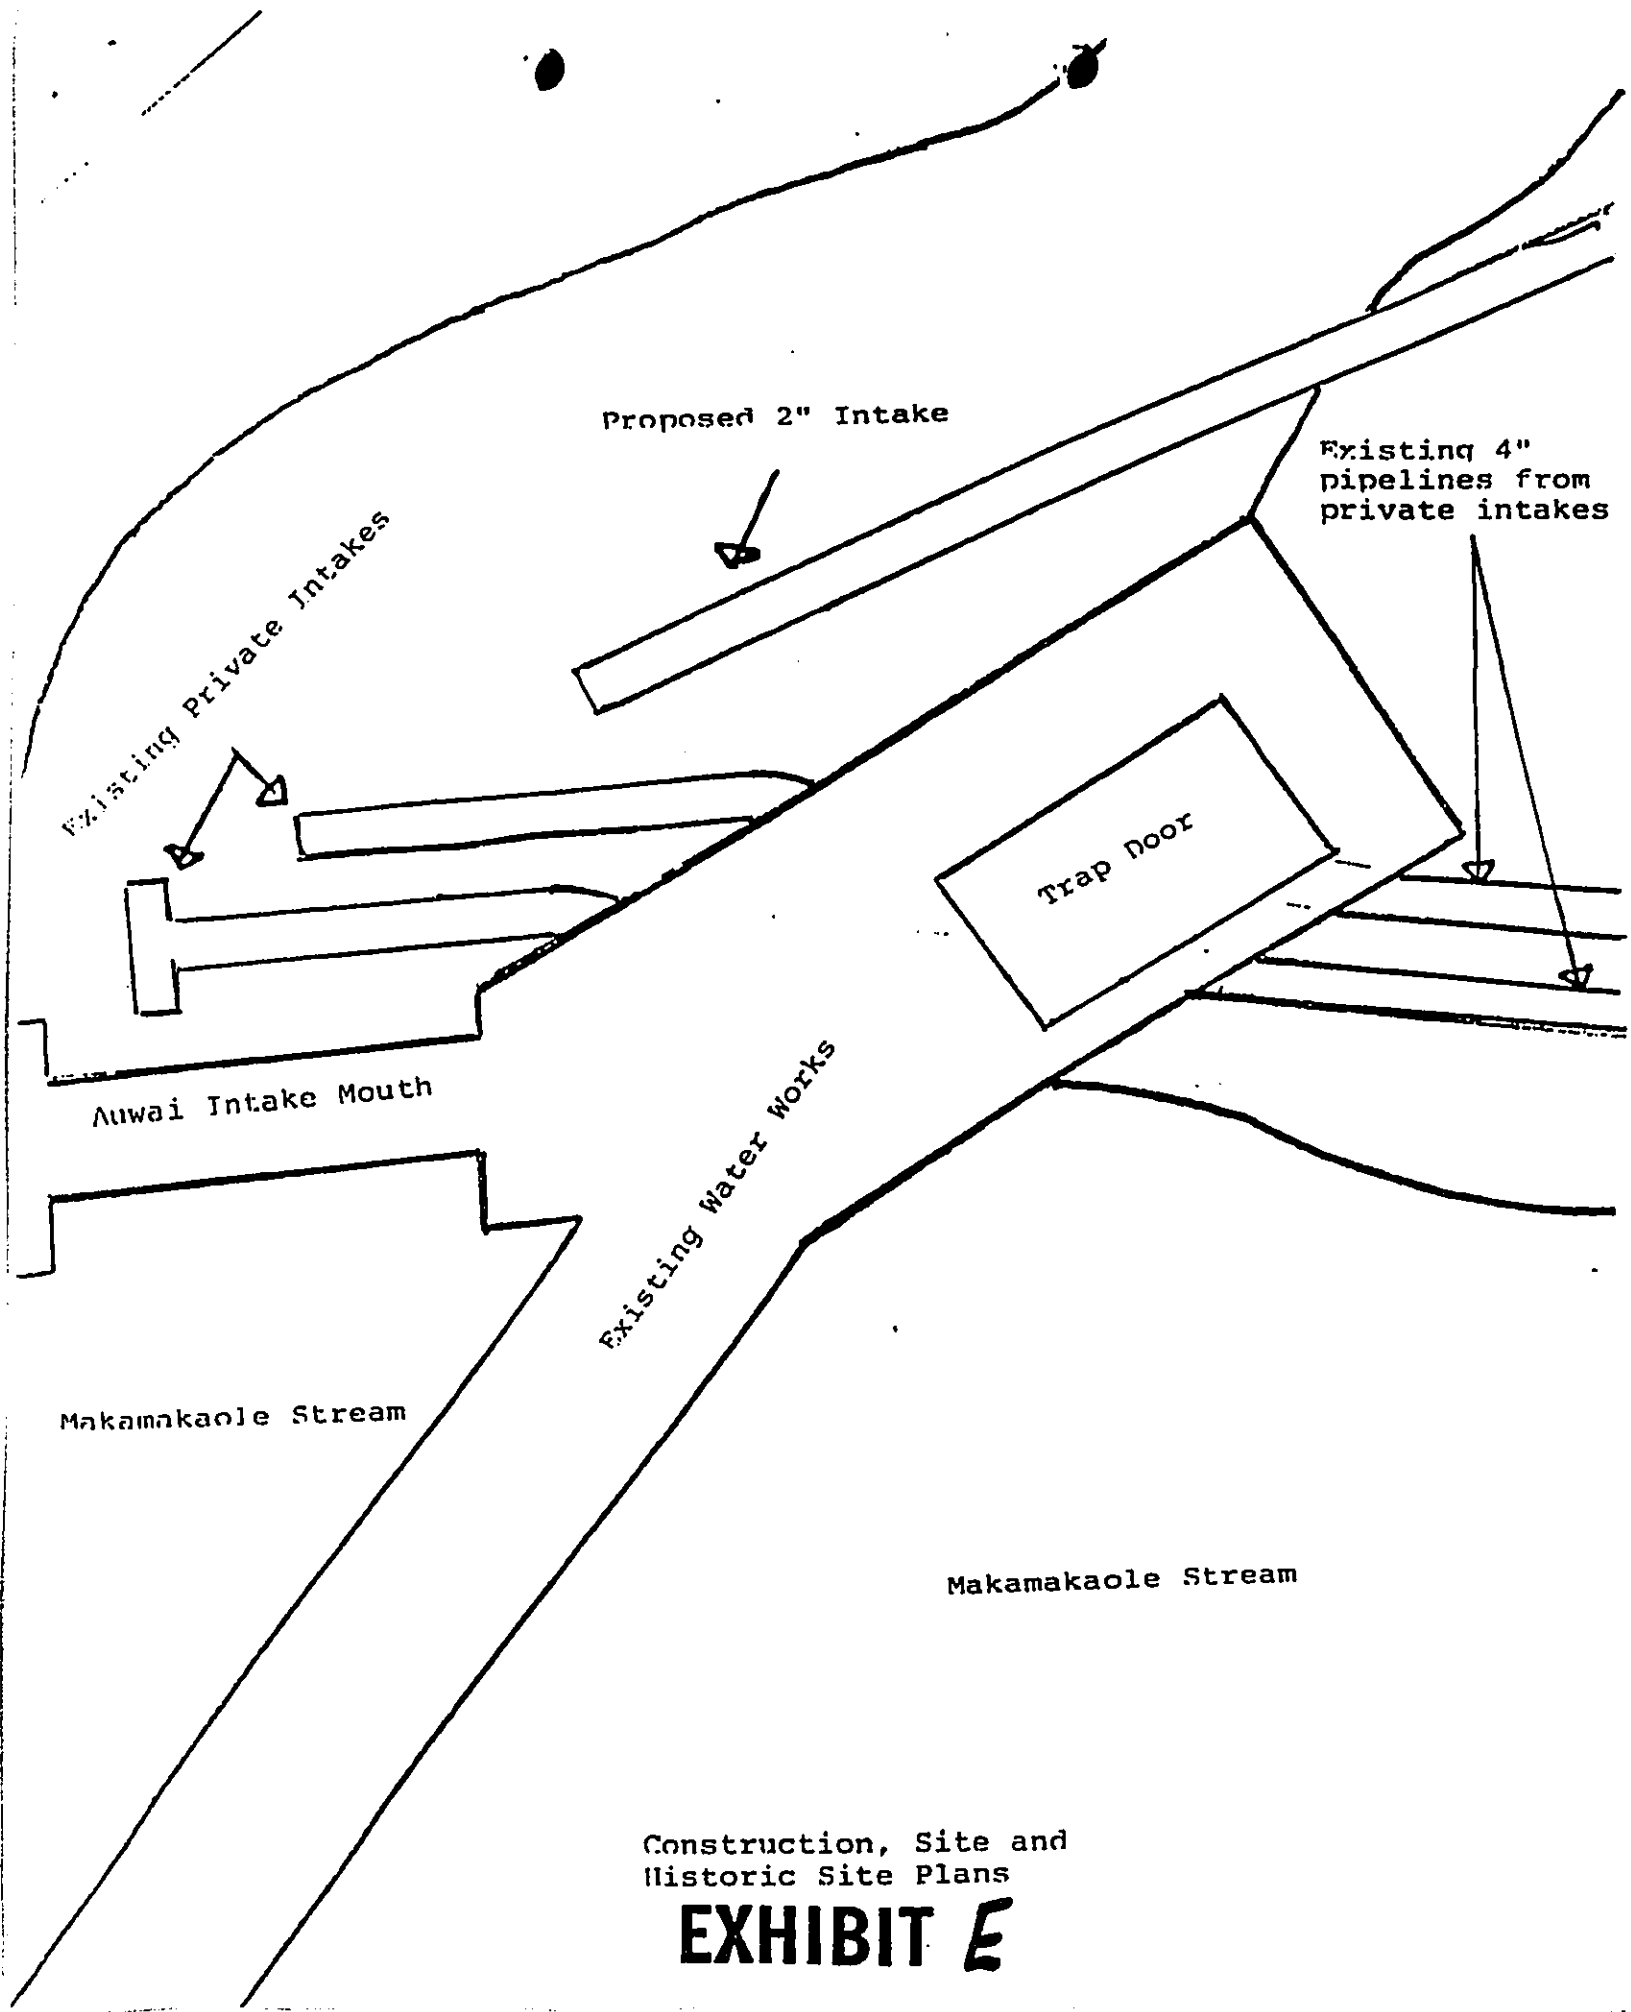 Proposed 2" Intake
Existing 4"
pipelines from
private intakes
Existing Private Intakes
Trap Door
Auwai Intake Mouth
Existing Water Works
Makamakaole Stream
Makamakaole Stream
Construction, Site and
Historic Site Plans
EXHIBIT E